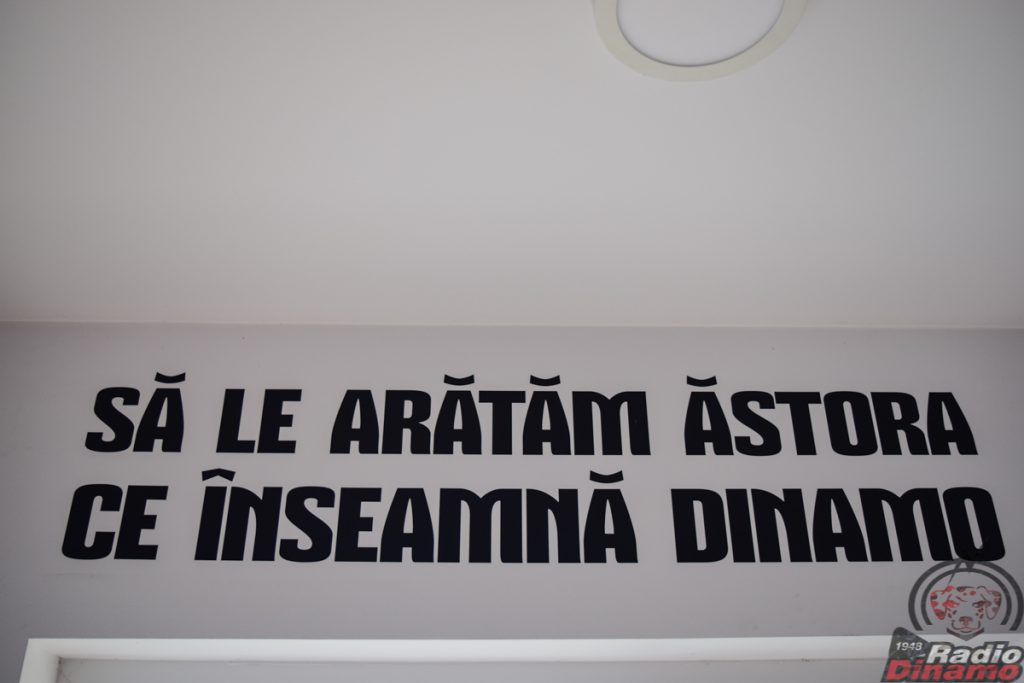 SĂ LE ARĂTĂM ĂSTORA
CE ÎNSEAMNĂ DINAMO
1948 Radio
Dinamo